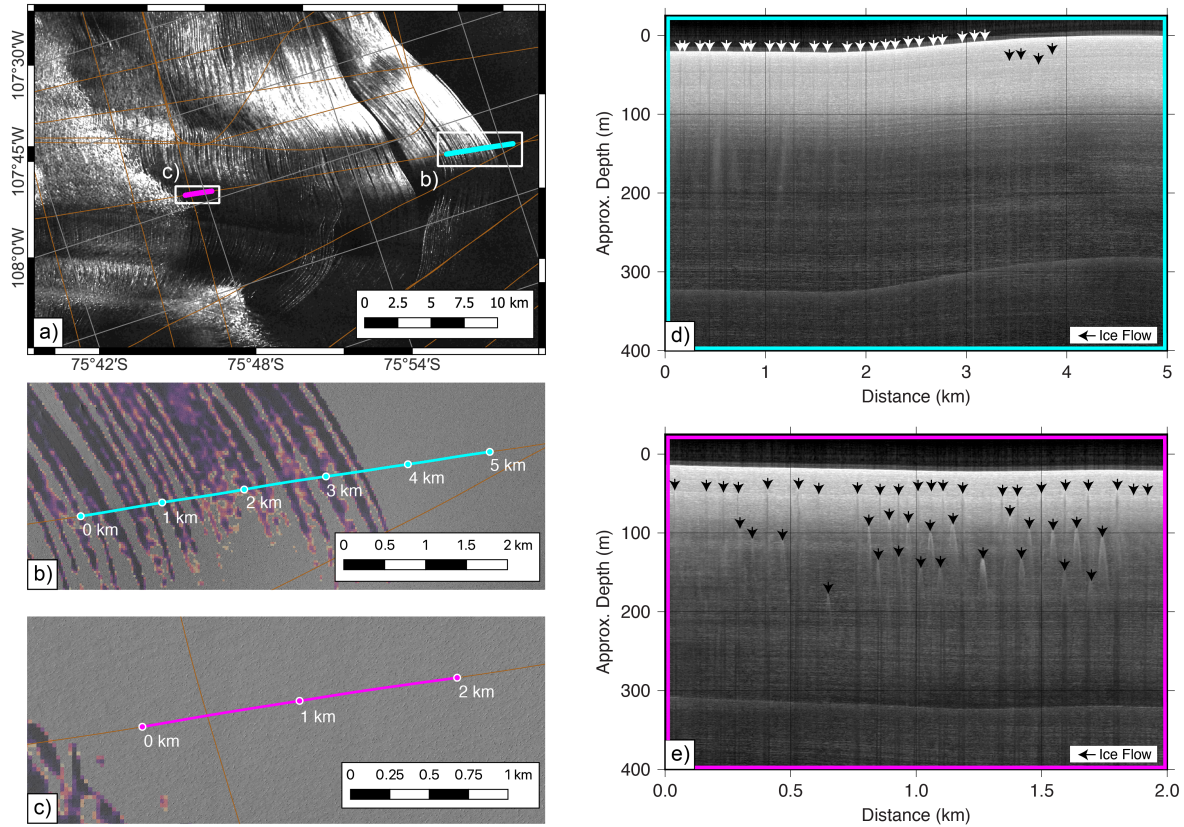 107°30'W
107°45'W
108°0'W
c)
b)
0 2.5 5 7.5 10 km
a)
75°42'S 75°48'S 75°54'S
0 km
1 km
2 km
3 km
4 km
5 km
0 0.5 1 1.5 2 km
b)
0 km
1 km
2 km
0 0.25 0.5 0.75 1 km
c)
Approx. Depth (m)
0
100
200
300
400
d)
Ice Flow
0 1 2 3 4 5
Distance (km)
Approx. Depth (m)
0
100
200
300
400
e)
Ice Flow
0.0 0.5 1.0 1.5 2.0
Distance (km)